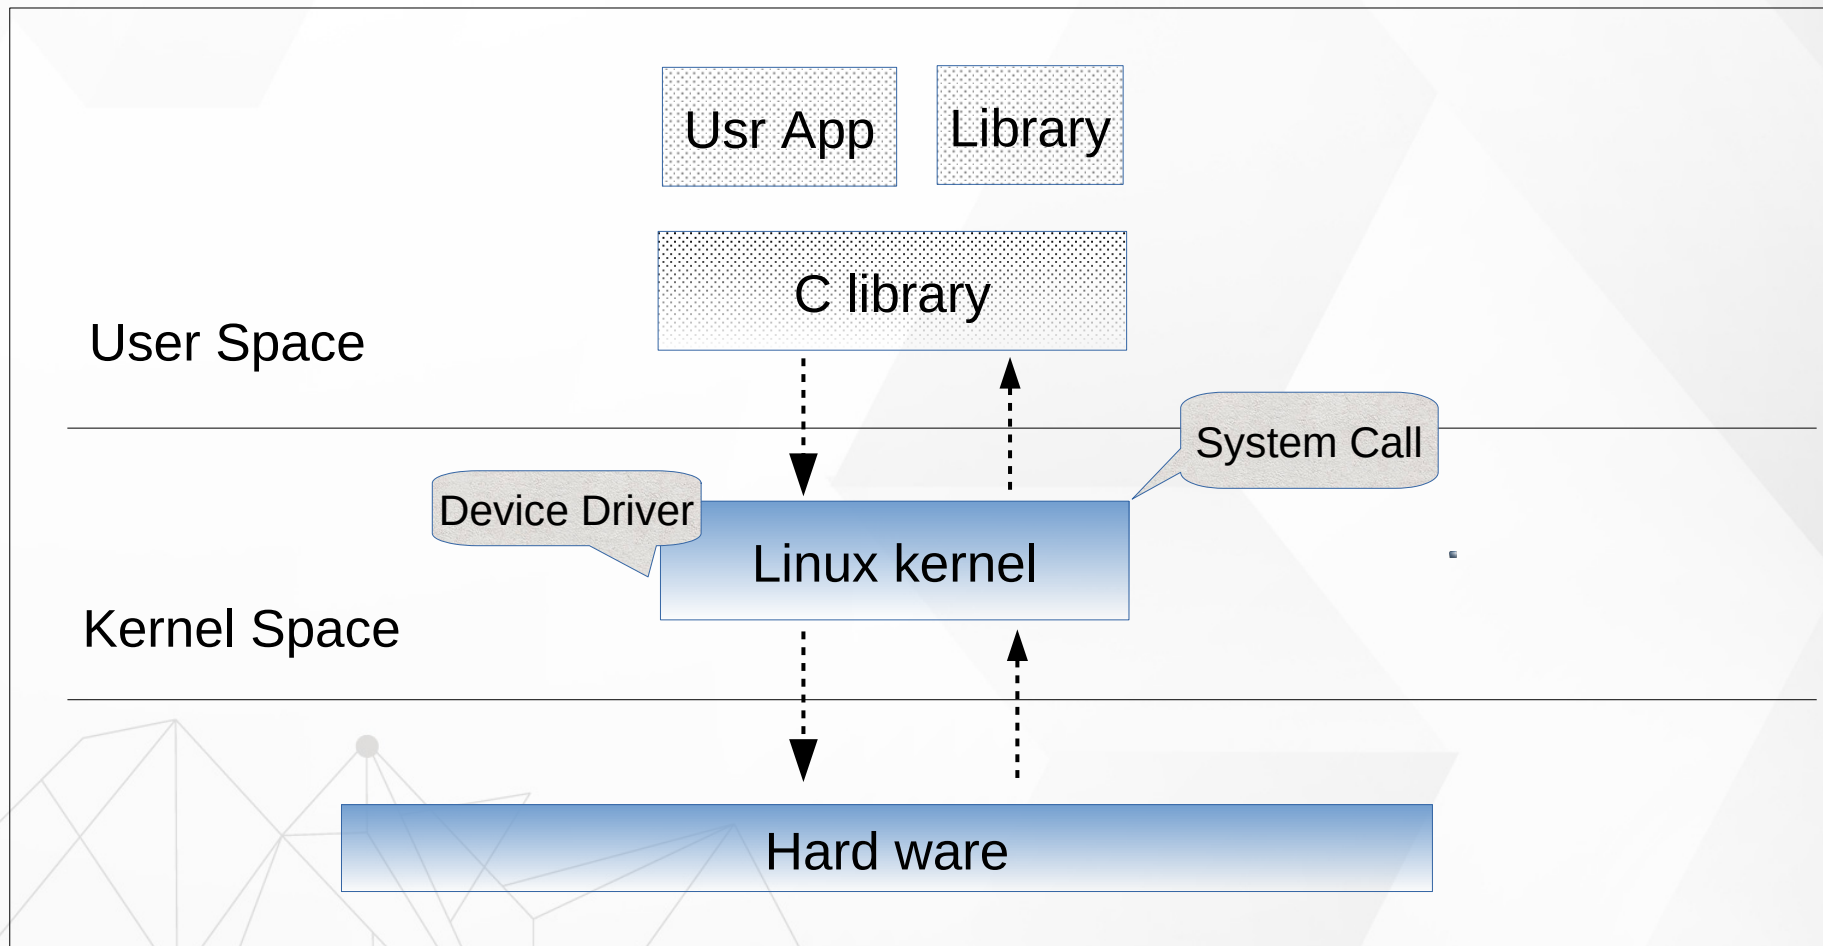 Usr App
Library
C library
User Space
System Call
Device Driver
Linux kernel
Kernel Space
Hard ware